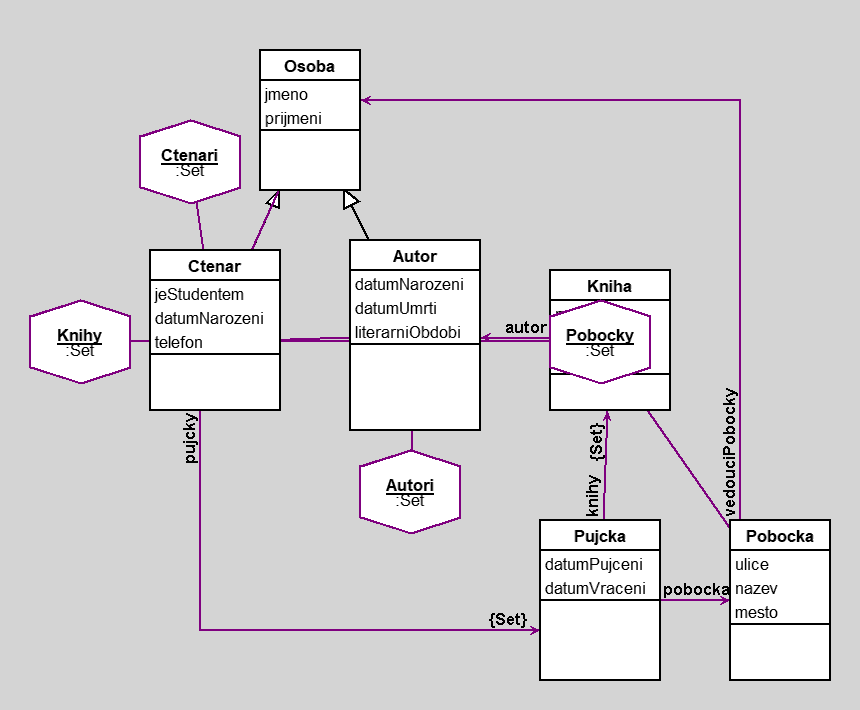 Osoba
jmeno
prijmeni
Ctenari
:Set
Ctenar
jeStudentem
datumNarozeni
telefon
Autor
datumNarozeni
datumUmrti
literarniObdobi
Kniha
Knihy
:Set
autor
Pobocky
:Set
pujcky
vedouciPobocky
knihy
{Set}
Autori
:Set
Pujcka
datumPujceni
datumVraceni
pobocka
Pobocka
ulice
nazev
mesto
{Set}